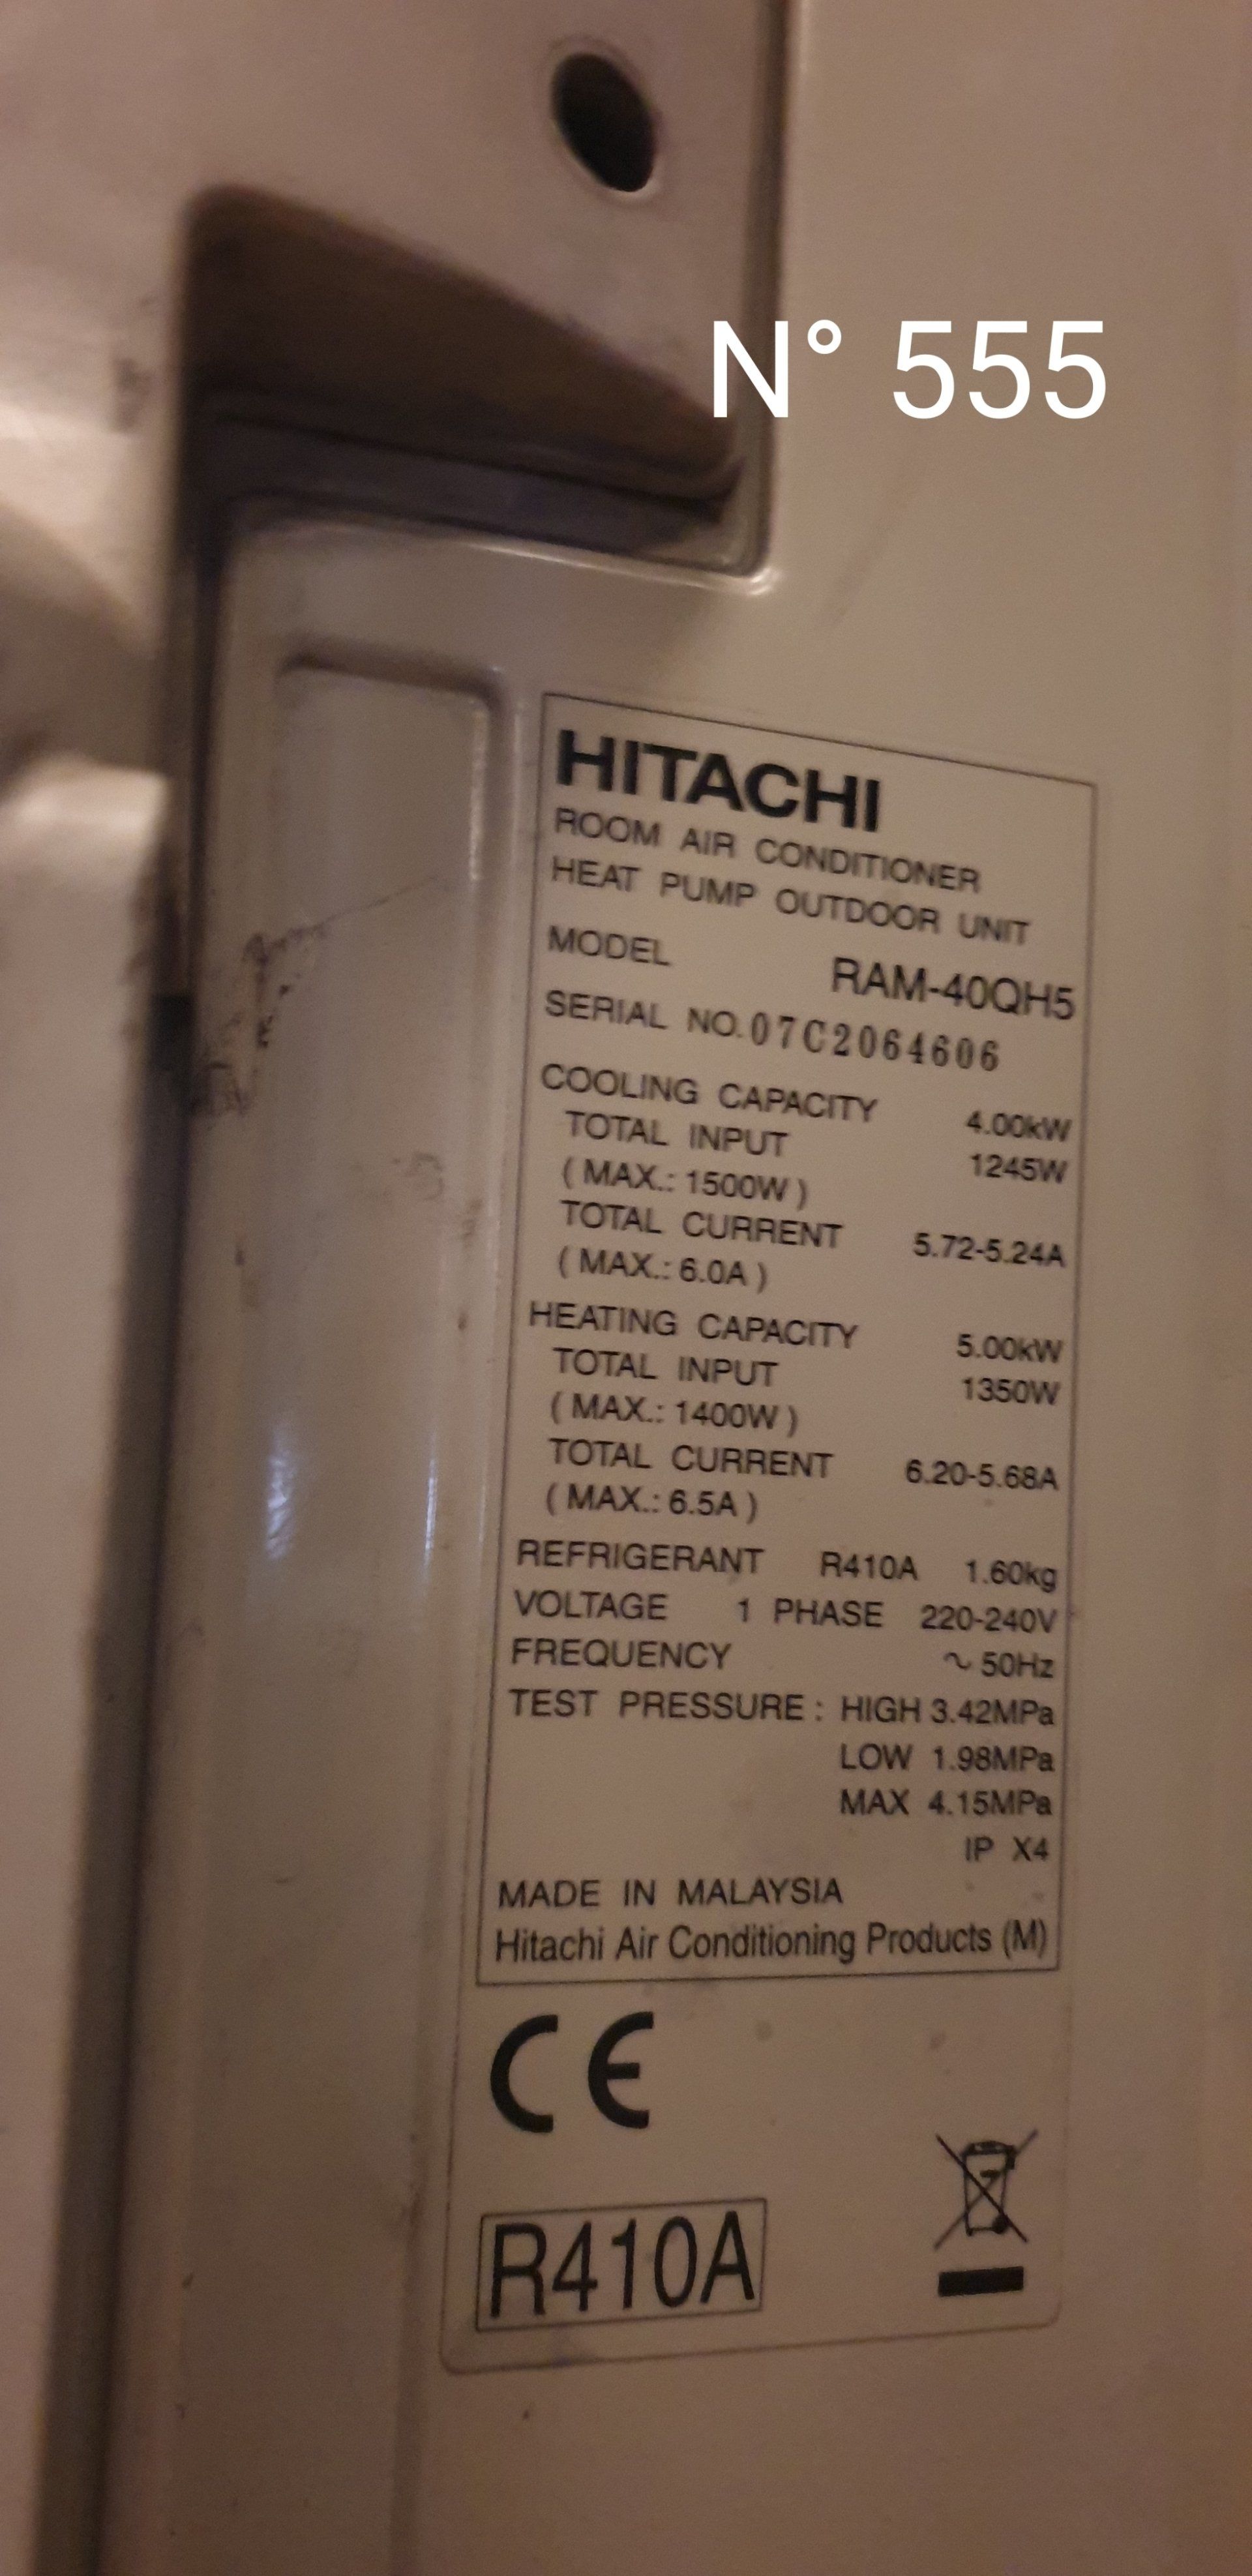 N° 555
HITACHI
ROOM AIR CONDITIONER
HEAT PUMP OUTDOOR UNIT
MODEL RAM-40QH5
SERIAL NO. 07C2064606
COOLING CAPACITY 4.00kW
TOTAL INPUT 1245W
( MAX.: 1500W )
TOTAL CURRENT 5.72-5.24A
( MAX.: 6.0A )
HEATING CAPACITY 5.00kW
TOTAL INPUT 1350W
( MAX.: 1400W )
TOTAL CURRENT 6.20-5.68A
( MAX.: 6.5A )
REFRIGERANT R410A 1.60kg
VOLTAGE 1 PHASE 220-240V
FREQUENCY ∿ 50Hz
TEST PRESSURE : HIGH 3.42MPa
LOW 1.98MPa
MAX 4.15MPa
IP X4
MADE IN MALAYSIA
Hitachi Air Conditioning Products (M)
CE
R410A